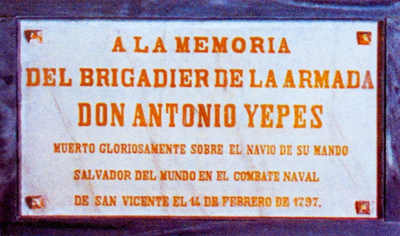 A LA MEMORIA
DEL BRIGADIER DE LA ARMADA
DON ANTONIO YEPES
MUERTO GLORIOSAMENTE SOBRE EL NAVIO DE SU MANDO
SALVADOR DEL MUNDO EN EL COMBATE NAVAL
DE SAN VICENTE EL 14 DE FEBRERO DE 1797.